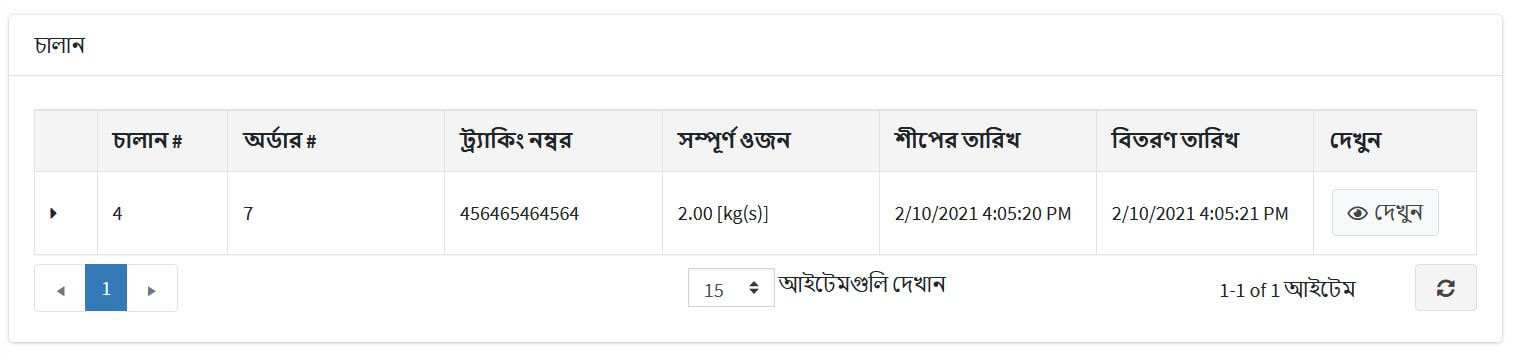 চালান
চালান # অর্ডার # ট্র্যাকিং নম্বর সম্পূর্ণ ওজন শীপের তারিখ বিতরণ তারিখ দেখুন
4 7 456465464564 2.00 [kg(s)] 2/10/2021 4:05:20 PM 2/10/2021 4:05:21 PM দেখুন
1 15 আইটেমগুলি দেখান 1-1 of 1 আইটেম